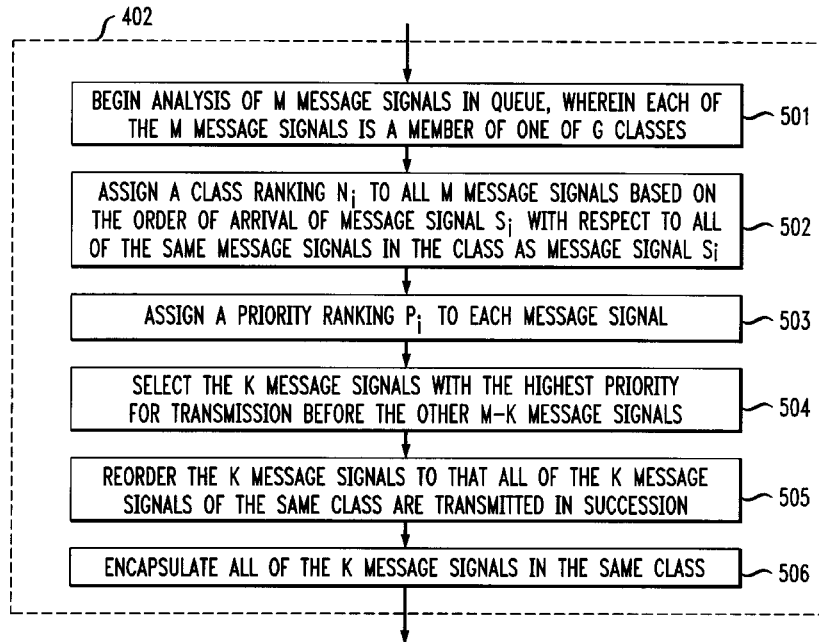 402
BEGIN ANALYSIS OF M MESSAGE SIGNALS IN QUEUE, WHEREIN EACH OF
THE M MESSAGE SIGNALS IS A MEMBER OF ONE OF G CLASSES
501
ASSIGN A CLASS RANKING Ni TO ALL M MESSAGE SIGNALS BASED ON
THE ORDER OF ARRIVAL OF MESSAGE SIGNAL Si WITH RESPECT TO ALL
OF THE SAME MESSAGE SIGNALS IN THE CLASS AS MESSAGE SIGNAL Si
502
ASSIGN A PRIORITY RANKING Pi TO EACH MESSAGE SIGNAL
503
SELECT THE K MESSAGE SIGNALS WITH THE HIGHEST PRIORITY
FOR TRANSMISSION BEFORE THE OTHER M-K MESSAGE SIGNALS
504
REORDER THE K MESSAGE SIGNALS TO THAT ALL OF THE K MESSAGE
SIGNALS OF THE SAME CLASS ARE TRANSMITTED IN SUCCESSION
505
ENCAPSULATE ALL OF THE K MESSAGE SIGNALS IN THE SAME CLASS
506